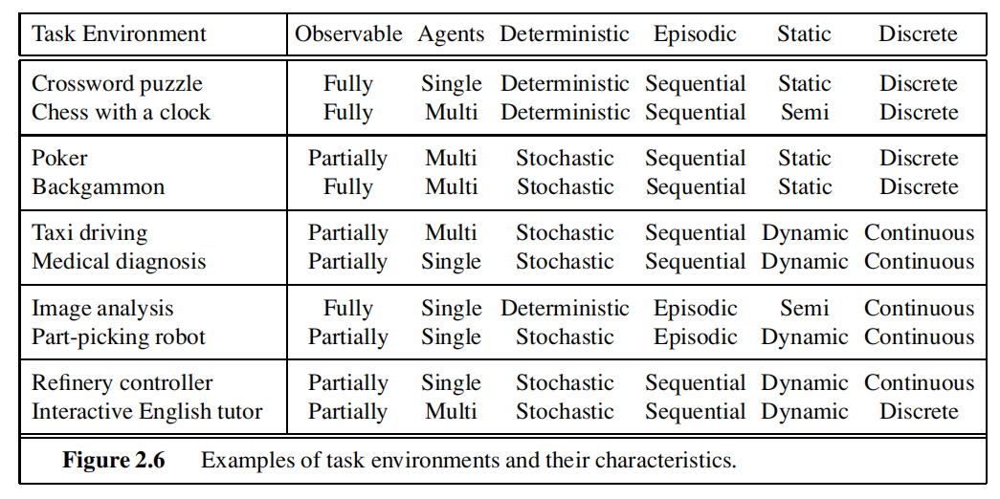 Task Environment Observable Agents Deterministic Episodic Static Discrete
Crossword puzzle Fully Single Deterministic Sequential Static Discrete
Chess with a clock Fully Multi Deterministic Sequential Semi Discrete
Poker Partially Multi Stochastic Sequential Static Discrete
Backgammon Fully Multi Stochastic Sequential Static Discrete
Taxi driving Partially Multi Stochastic Sequential Dynamic Continuous
Medical diagnosis Partially Single Stochastic Sequential Dynamic Continuous
Image analysis Fully Single Deterministic Episodic Semi Continuous
Part-picking robot Partially Single Stochastic Episodic Dynamic Continuous
Refinery controller Partially Single Stochastic Sequential Dynamic Continuous
Interactive English tutor Partially Multi Stochastic Sequential Dynamic Discrete
Figure 2.6 Examples of task environments and their characteristics.